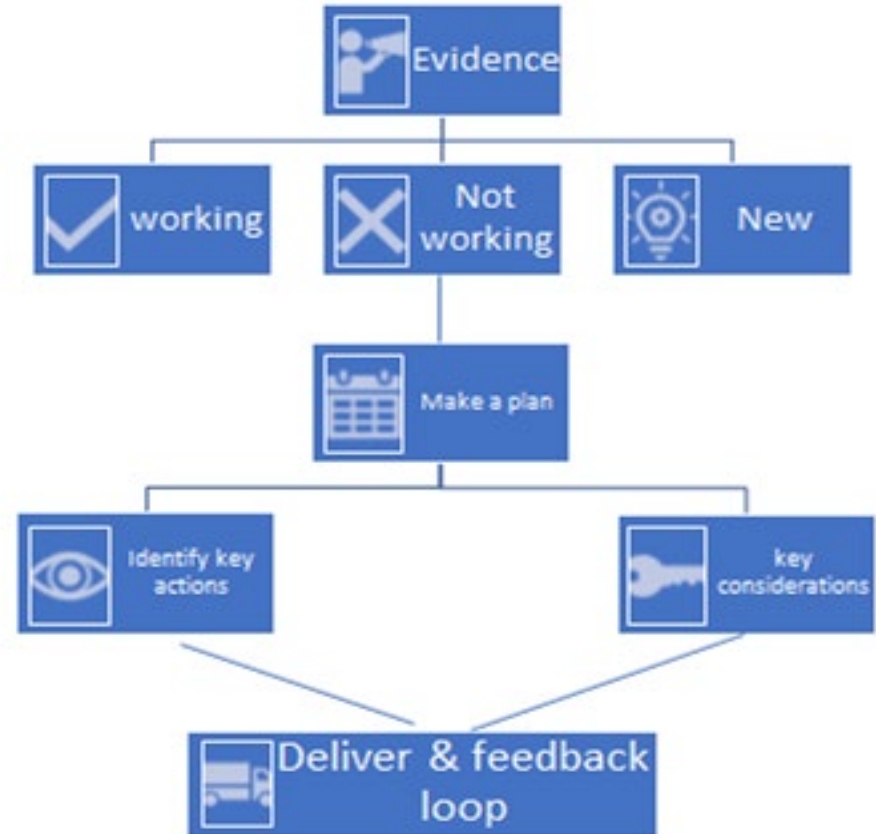 Evidence
working
Not
working
New
Make a plan
Identify key
actions
key
considerations
Deliver & feedback
loop